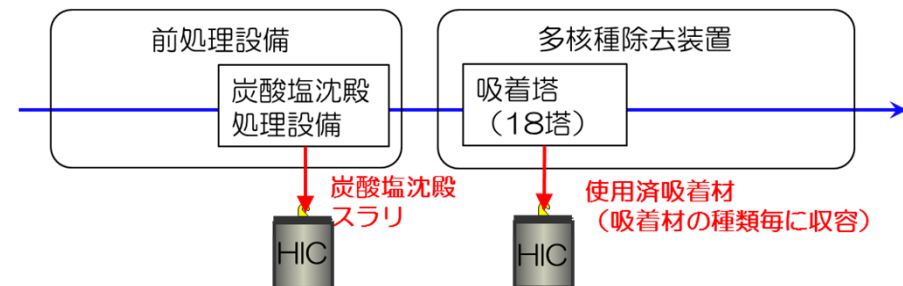 前処理設備
多核種除去装置
炭酸塩沈殿
処理設備
吸着塔
(18塔)
炭酸塩沈殿
スラリ
使用済吸着材
(吸着材の種類毎に収容)
HIC
HIC